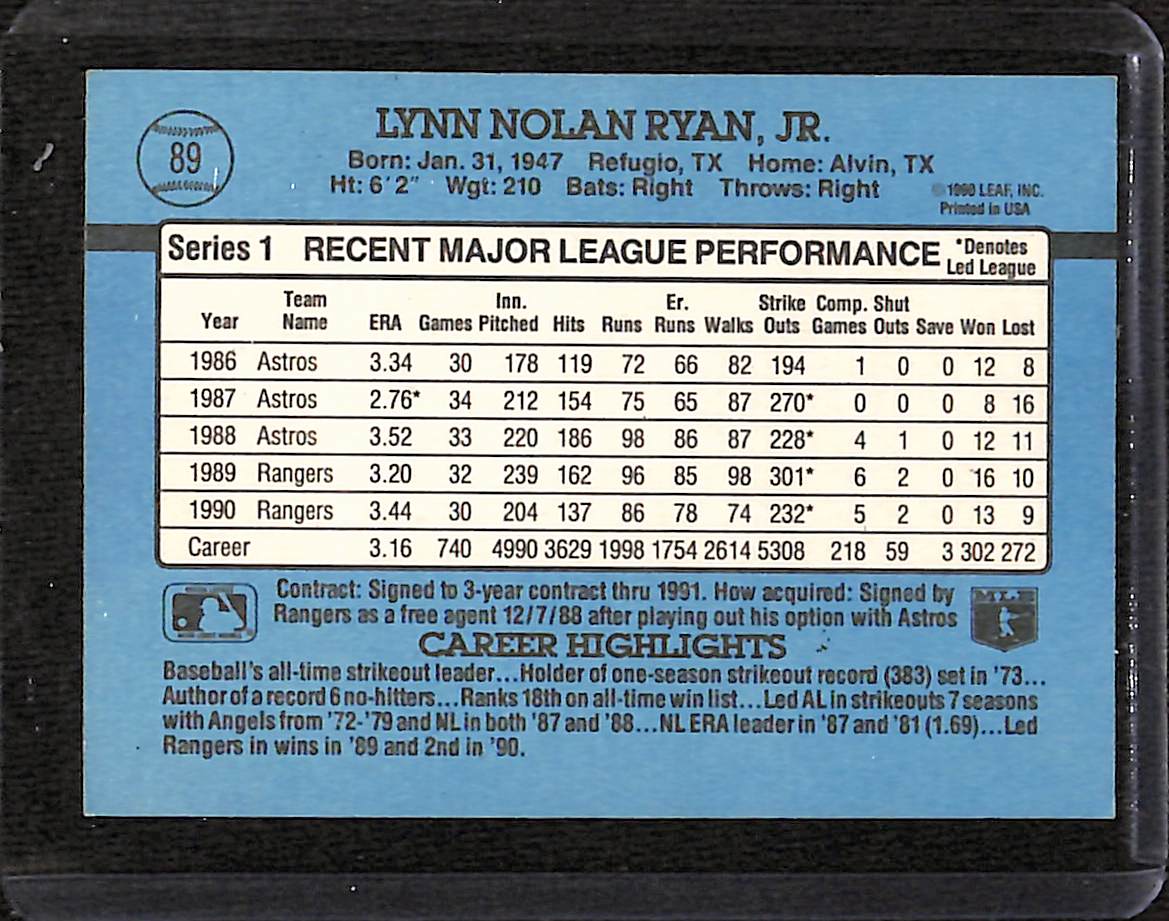 89
LYNN NOLAN RYAN, JR.
Born: Jan. 31, 1947 Refugio, TX Home: Alvin, TX
Ht: 6'2" Wgt: 210 Bats: Right Throws: Right
©1990 LEAF, INC.
Printed in USA
Series 1 RECENT MAJOR LEAGUE PERFORMANCE
*Denotes
Led League
Team Inn. Er. Strike Comp. Shut
Year Name ERA Games Pitched Hits Runs Runs Walks Outs Games Outs Save Won Lost
1986 Astros 3.34 30 178 119 72 66 82 194 1 0 0 12 8
1987 Astros 2.76* 34 212 154 75 65 87 270* 0 0 0 8 16
1988 Astros 3.52 33 220 186 98 86 87 228* 4 1 0 12 11
1989 Rangers 3.20 32 239 162 96 85 98 301* 6 2 0 16 10
1990 Rangers 3.44 30 204 137 86 78 74 232* 5 2 0 13 9
Career 3.16 740 4990 3629 1998 1754 2614 5308 218 59 3 302 272
Contract: Signed to 3-year contract thru 1991. How acquired: Signed by
Rangers as a free agent 12/7/88 after playing out his option with Astros
MLB
CAREER HIGHLIGHTS
Baseball's all-time strikeout leader...Holder of one-season strikeout record (383) set in '73...
Author of a record 6 no-hitters...Ranks 18th on all-time win list...Led AL in strikeouts 7 seasons
with Angels from '72-'79 and NL in both '87 and '88...NL ERA leader in '87 and '81 (1.69)...Led
Rangers in wins in '89 and 2nd in '90.